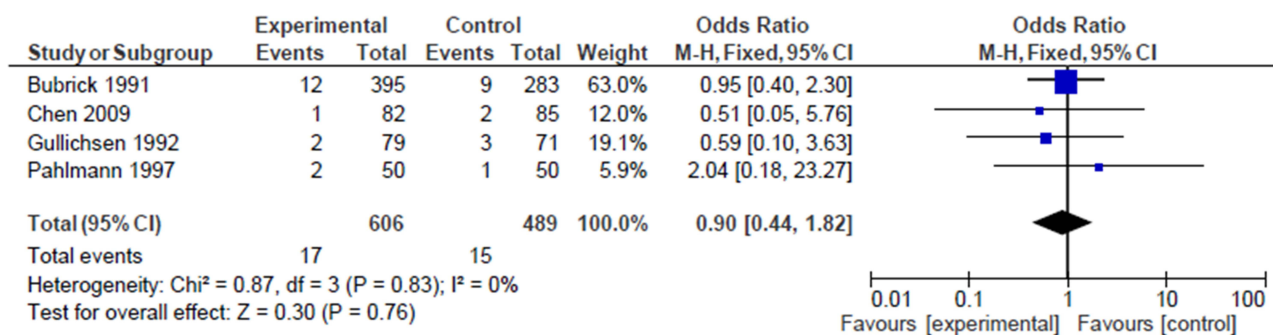 Experimental Control Odds Ratio Odds Ratio
Study or Subgroup Events Total Events Total Weight M-H, Fixed, 95% CI M-H, Fixed, 95% CI
Bubrick 1991 12 395 9 283 63.0% 0.95 [0.40, 2.30]
Chen 2009 1 82 2 85 12.0% 0.51 [0.05, 5.76]
Gullichsen 1992 2 79 3 71 19.1% 0.59 [0.10, 3.63]
Pahlmann 1997 2 50 1 50 5.9% 2.04 [0.18, 23.27]
Total (95% CI) 606 489 100.0% 0.90 [0.44, 1.82]
Total events 17 15
Heterogeneity: Chi² = 0.87, df = 3 (P = 0.83); I² = 0%
Test for overall effect: Z = 0.30 (P = 0.76)
0.01 0.1 1 10 100
Favours [experimental] Favours [control]